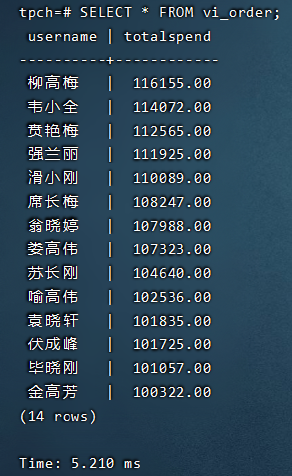 tpch=# SELECT * FROM vi_order;
username | totalspend
----------+------------
柳高梅 | 116155.00
韦小全 | 114072.00
贲艳梅 | 112565.00
强兰丽 | 111925.00
滑小刚 | 110089.00
席长梅 | 108247.00
翁晓婷 | 107988.00
娄高伟 | 107323.00
苏长刚 | 104640.00
喻高伟 | 102536.00
袁晓轩 | 101835.00
伏成峰 | 101725.00
毕晓刚 | 101057.00
金高芳 | 100322.00
(14 rows)
Time: 5.210 ms